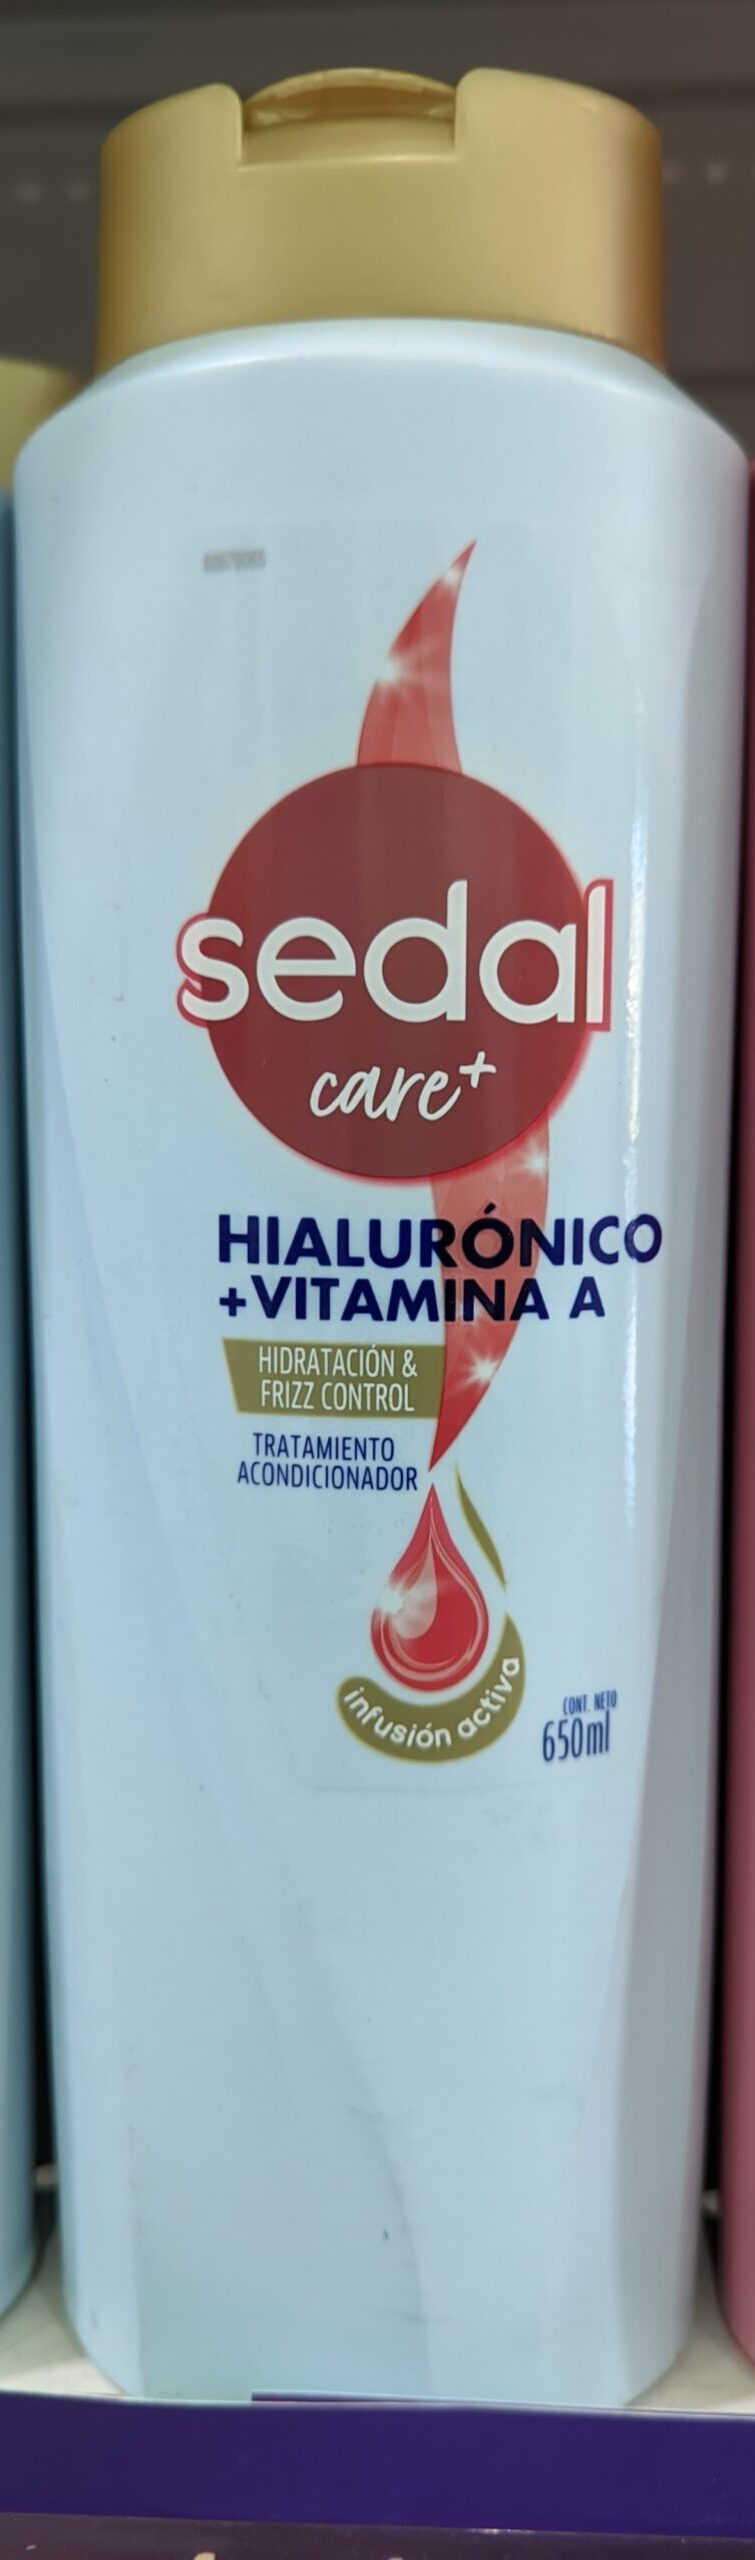 sedal
care+
HIALURÓNICO
+VITAMINA A
HIDRATACIÓN &
FRIZZ CONTROL
TRATAMIENTO
ACONDICIONADOR
infusión activa
CONT. NETO
650ml